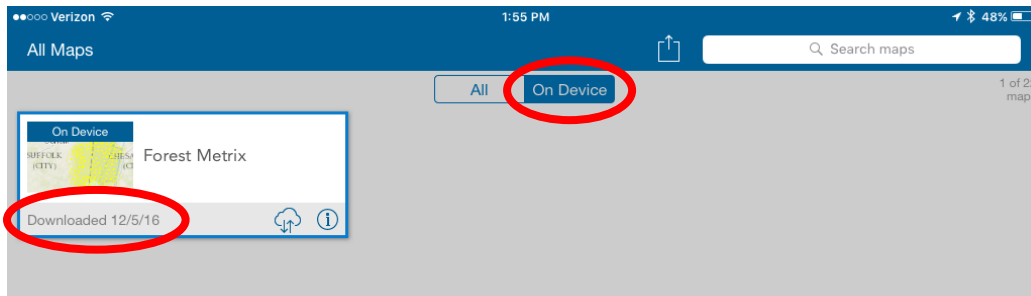 Verizon 1:55 PM 48%
All Maps Search maps
All On Device 1 of 2
map
On Device
Forest Metrix
SUFFOLK CHESA
(CITY) (C
Downloaded 12/5/16